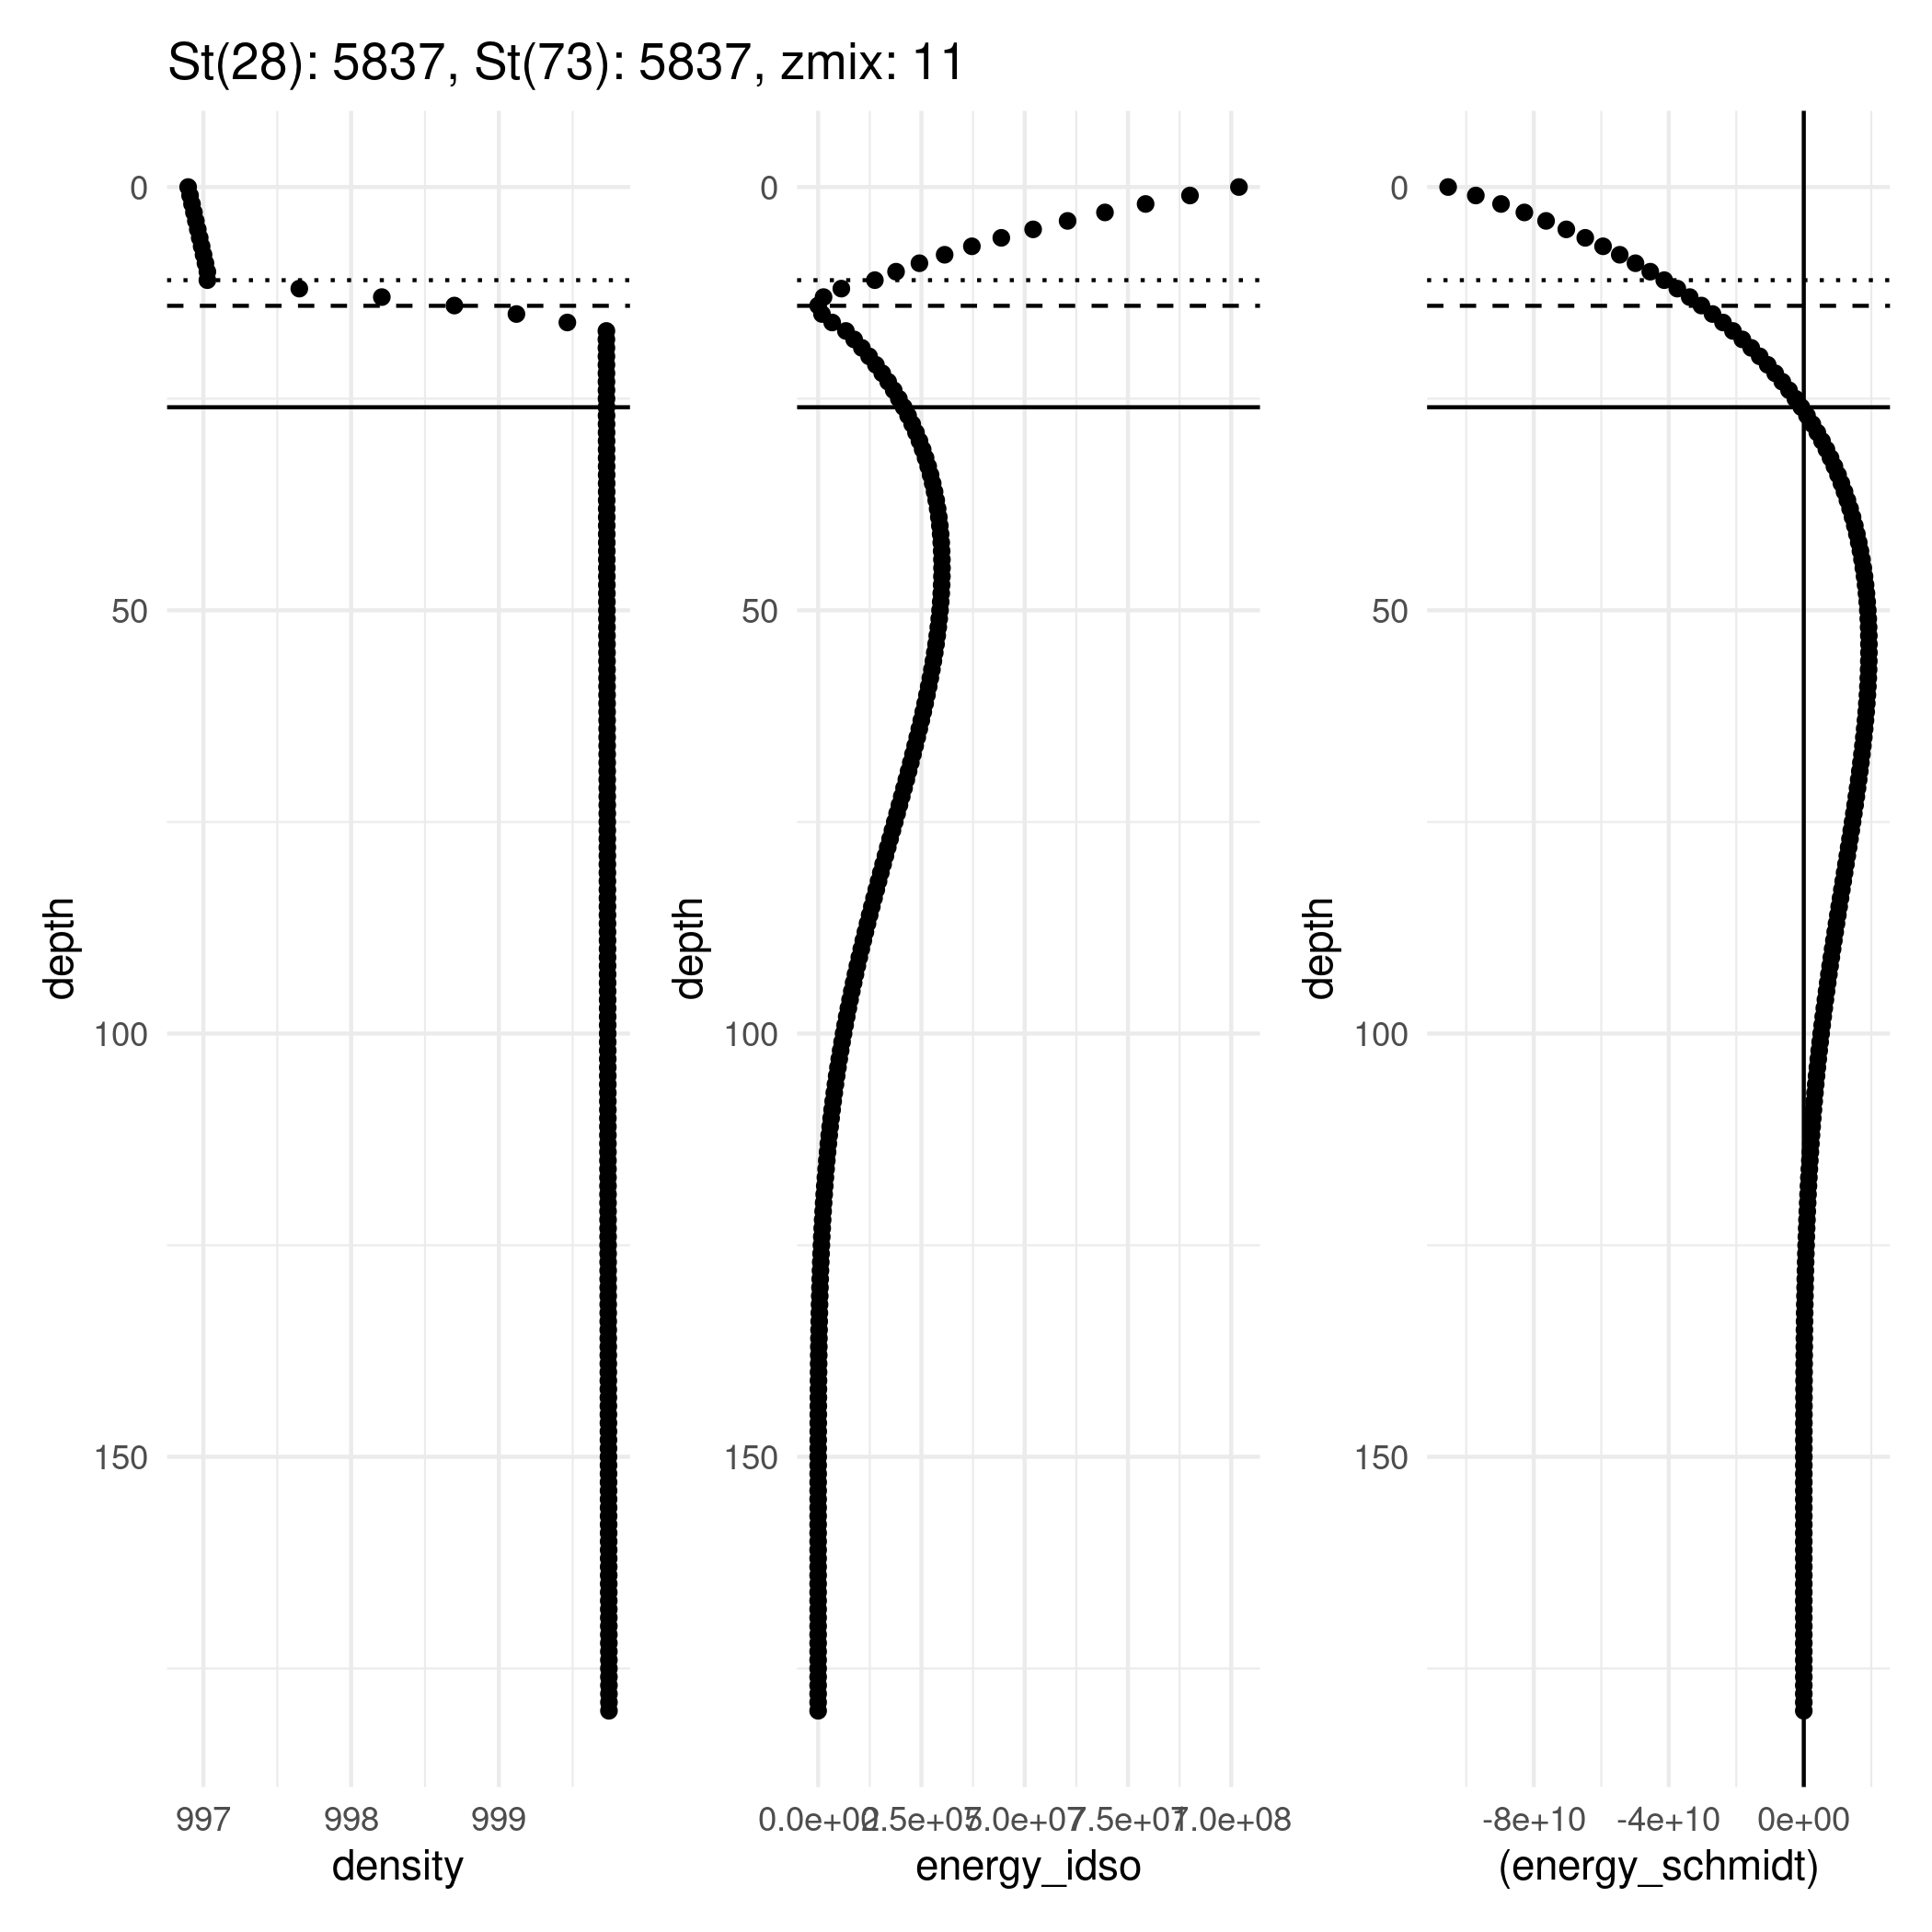 St(28): 5837, St(73): 5837, zmix: 11
0
50
100
150
depth
997 998 999
density
0
50
100
150
depth
0.0e+00 2.5e+07 5.0e+07 7.5e+07 1.0e+08
energy_idso
0
50
100
150
depth
-8e+10 -4e+10 0e+00
(energy_schmidt)